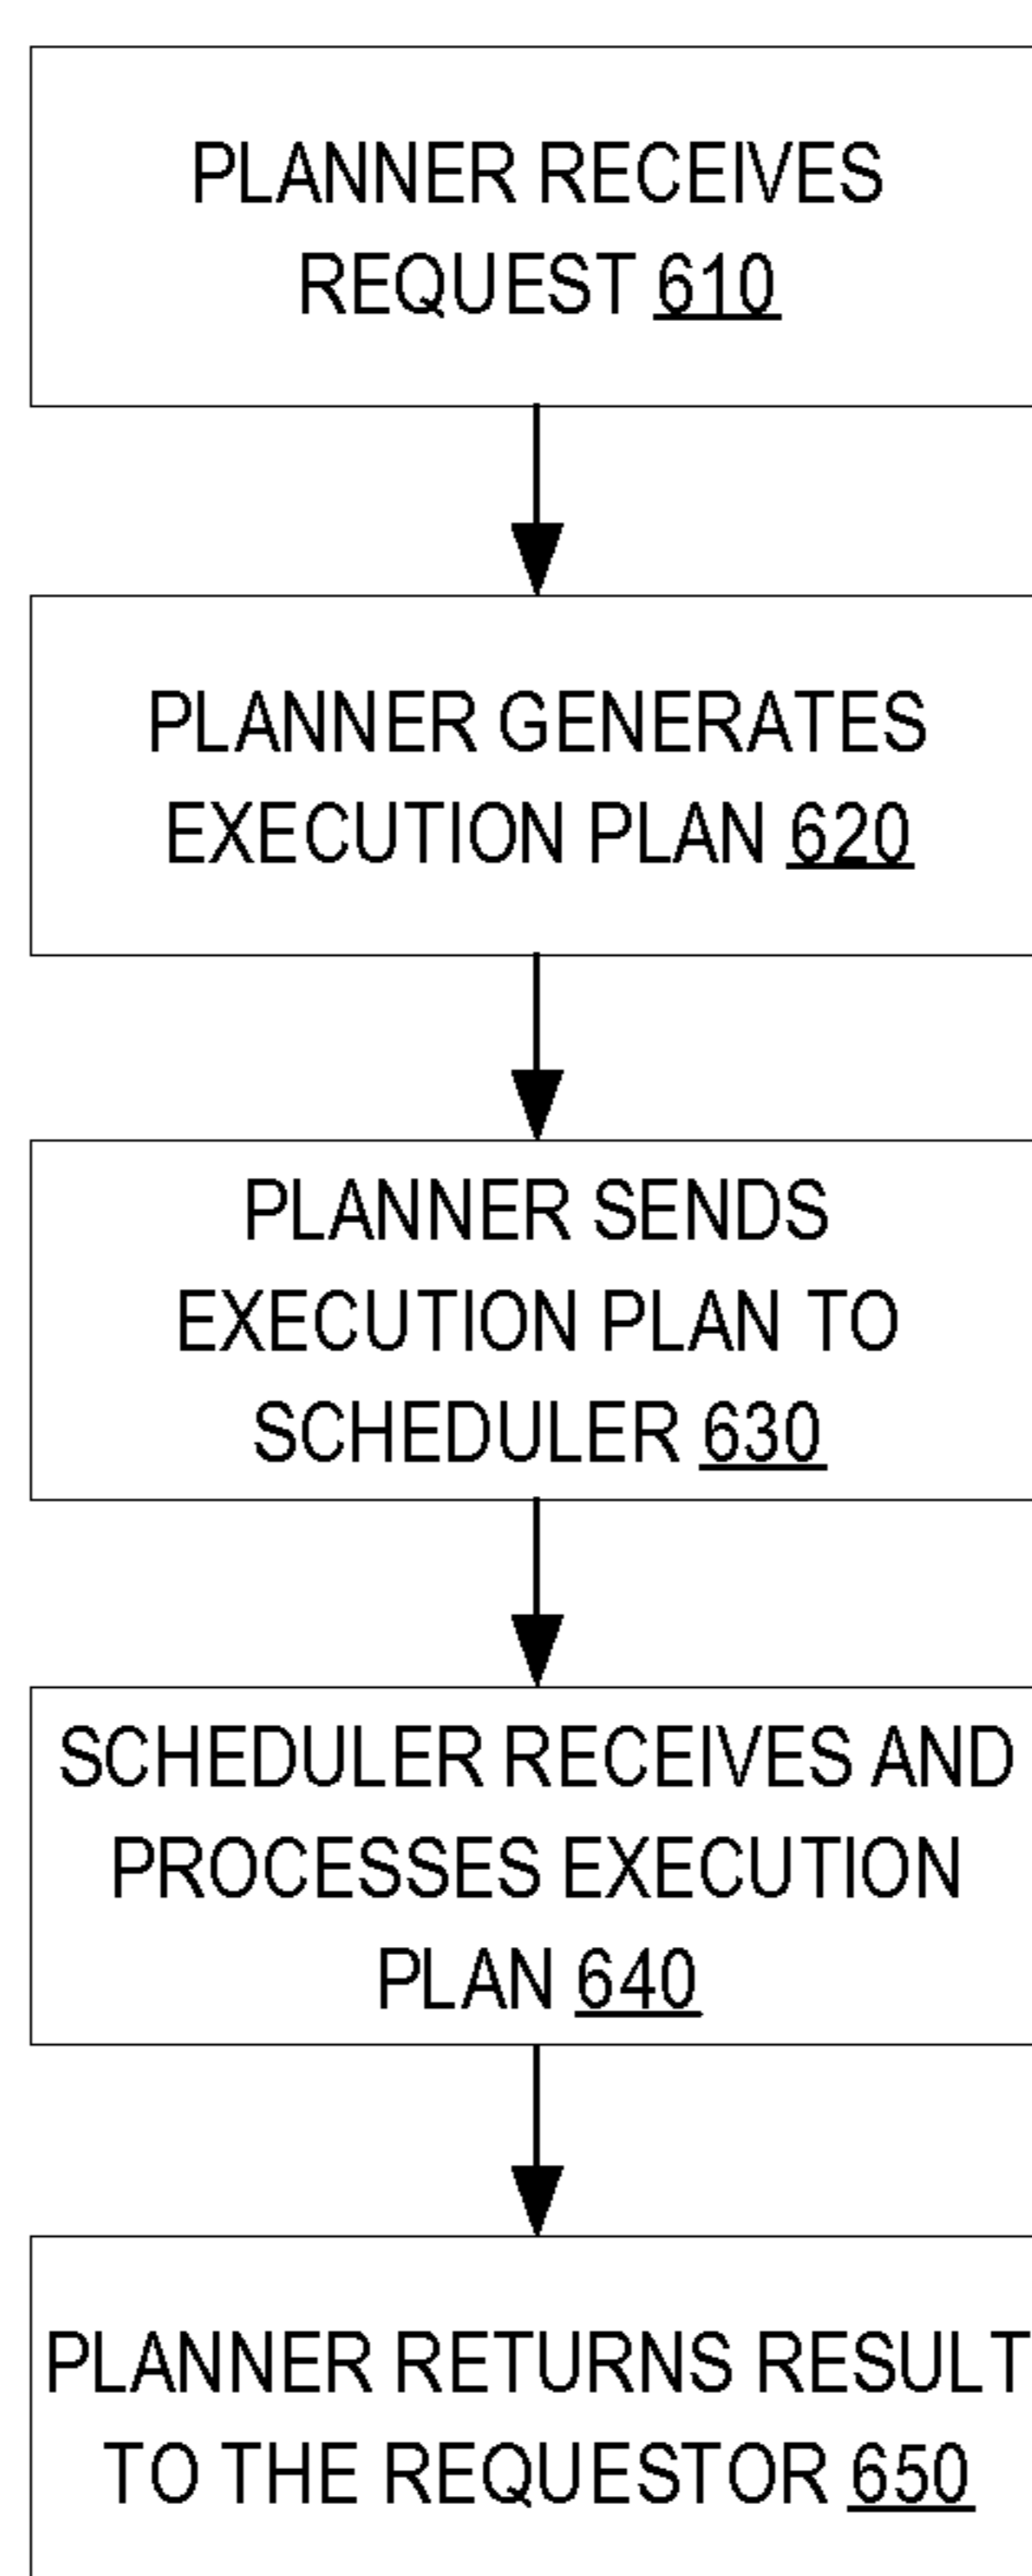 PLANNER RECEIVES
REQUEST 610
PLANNER GENERATES
EXECUTION PLAN 620
PLANNER SENDS
EXECUTION PLAN TO
SCHEDULER 630
SCHEDULER RECEIVES AND
PROCESSES EXECUTION
PLAN 640
PLANNER RETURNS RESULT
TO THE REQUESTOR 650